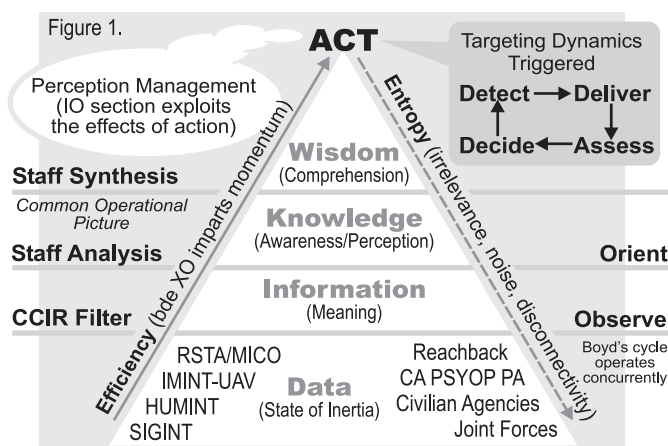 Figure 1.
ACT
Perception Management
(IO section exploits
the effects of action)
Targeting Dynamics
Triggered
Detect
Deliver
Decide
Assess
Efficiency (bde XO imparts momentum)
Entropy (irrelevance, noise, disconnectivity)
Wisdom
(Comprehension)
Staff Synthesis
Common Operational
Picture
Knowledge
(Awareness/Perception)
Staff Analysis
Orient
Information
(Meaning)
CCIR Filter
Observe
Boyd's cycle
operates
concurrently
RSTA/MICO
IMINT-UAV
HUMINT
SIGINT
Data
(State of Inertia)
Reachback
CA PSYOP PA
Civilian Agencies
Joint Forces